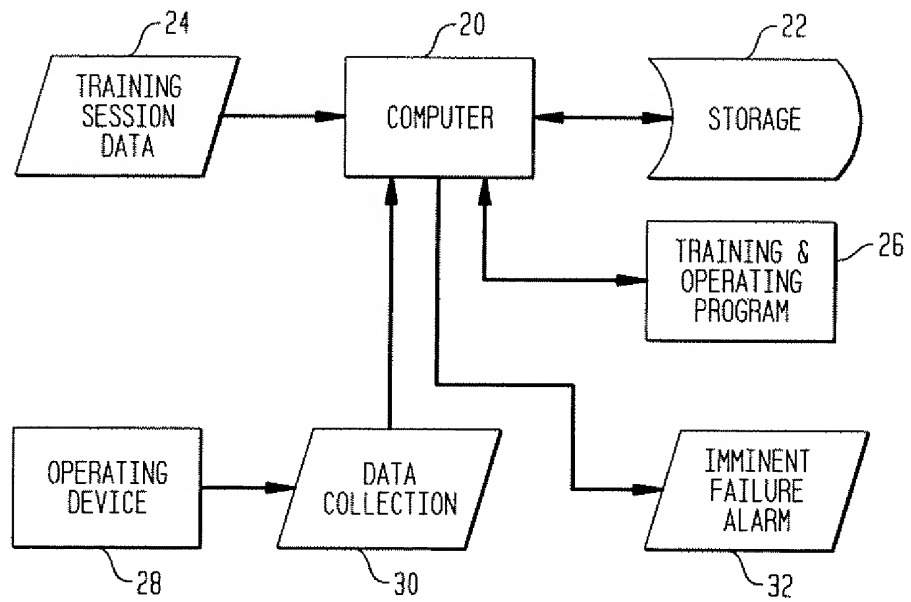 24
20
22
TRAINING
SESSION
DATA
COMPUTER
STORAGE
TRAINING &
OPERATING
PROGRAM
26
OPERATING
DEVICE
DATA
COLLECTION
IMMINENT
FAILURE
ALARM
28
30
32